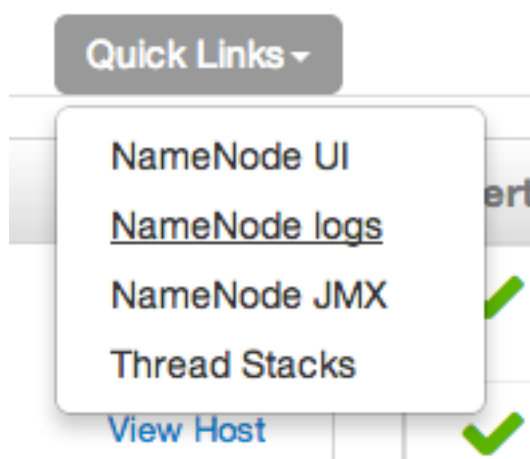 Quick Links
NameNode UI
NameNode logs
NameNode JMX
Thread Stacks
View Host